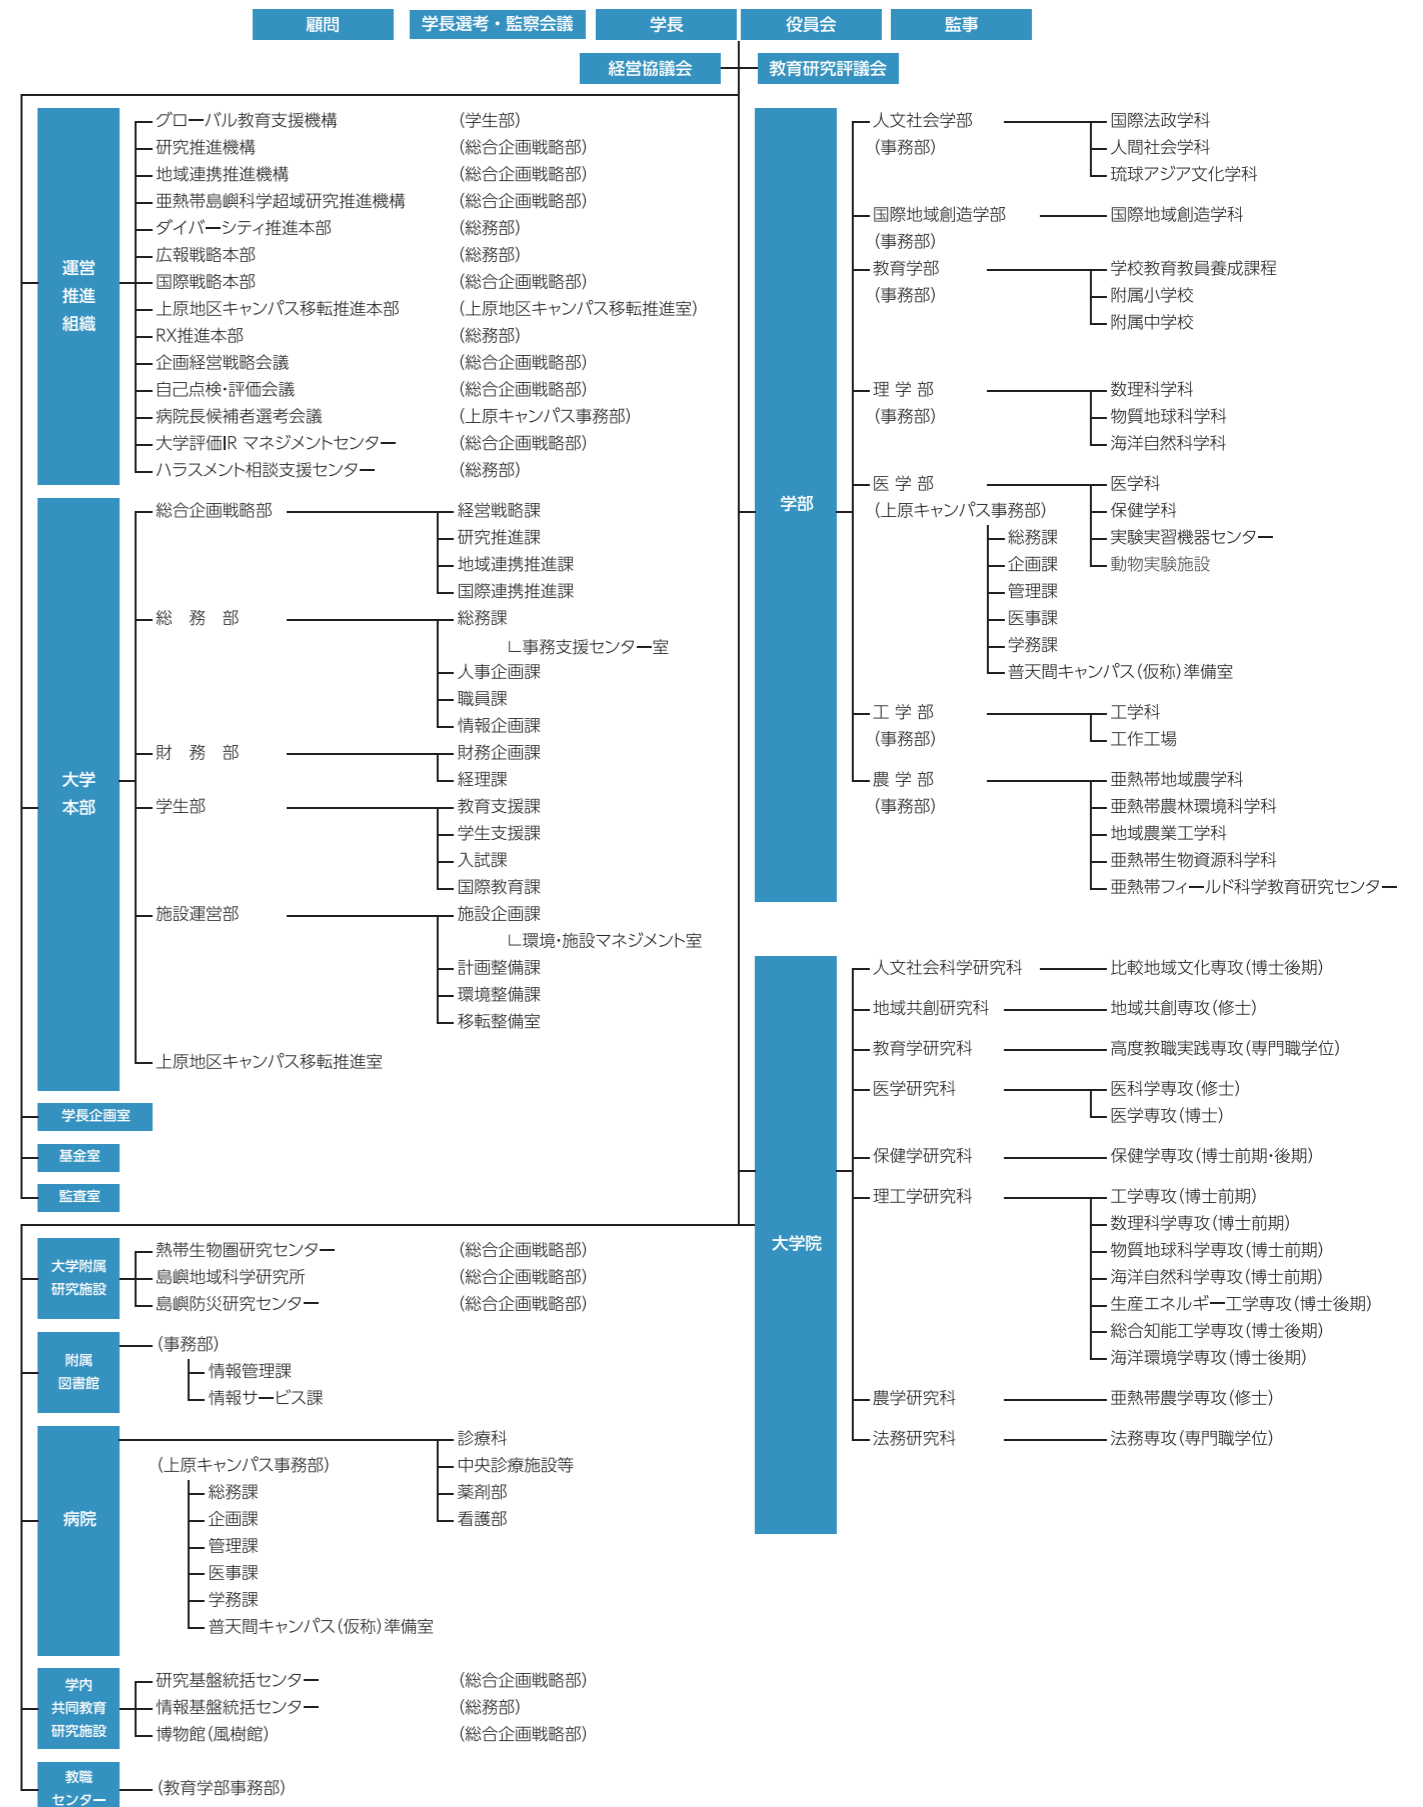 顧問
学長選考・監察会議
学長
役員会
監事
経営協議会
教育研究評議会
運営
推進
組織
グローバル教育支援機構 (学生部)
研究推進機構 (総合企画戦略部)
地域連携推進機構 (総合企画戦略部)
亜熱帯島嶼科学超域研究推進機構 (総合企画戦略部)
ダイバーシティ推進本部 (総務部)
広報戦略本部 (総務部)
国際戦略本部 (総合企画戦略部)
上原地区キャンパス移転推進本部 (上原地区キャンパス移転推進室)
RX推進本部 (総務部)
企画経営戦略会議 (総合企画戦略部)
自己点検・評価会議 (総合企画戦略部)
病院長候補者選考会議 (上原キャンパス事務部)
大学評価IR マネジメントセンター (総合企画戦略部)
ハラスメント相談支援センター (総務部)
大学
本部
総合企画戦略部 経営戦略課
研究推進課
地域連携推進課
国際連携推進課
総 務 部 総務課
∟事務支援センター室
人事企画課
職員課
情報企画課
財 務 部 財務企画課
経理課
学生部 教育支援課
学生支援課
入試課
国際教育課
施設運営部 施設企画課
∟環境・施設マネジメント室
計画整備課
環境整備課
移転整備室
上原地区キャンパス移転推進室
学長企画室
基金室
監査室
大学附属
研究施設
熱帯生物圏研究センター (総合企画戦略部)
島嶼地域科学研究所 (総合企画戦略部)
島嶼防災研究センター (総合企画戦略部)
附属
図書館
(事務部)
情報管理課
情報サービス課
病院
診療科
(上原キャンパス事務部) 中央診療施設等
総務課 薬剤部
企画課 看護部
管理課
医事課
学務課
普天間キャンパス(仮称)準備室
学内
共同教育
研究施設
研究基盤統括センター (総合企画戦略部)
情報基盤統括センター (総務部)
博物館(風樹館) (総合企画戦略部)
教職
センター
(教育学部事務部)
学部
人文社会学部 国際法政学科
(事務部) 人間社会学科
琉球アジア文化学科
国際地域創造学部 国際地域創造学科
(事務部)
教育学部 学校教育教員養成課程
(事務部) 附属小学校
附属中学校
理 学 部 数理科学科
(事務部) 物質地球科学科
海洋自然科学科
医 学 部 医学科
(上原キャンパス事務部) 保健学科
総務課 実験実習機器センター
企画課 動物実験施設
管理課
医事課
学務課
普天間キャンパス(仮称)準備室
工 学 部 工学科
(事務部) 工作工場
農 学 部 亜熱帯地域農学科
(事務部) 亜熱帯農林環境科学科
地域農業工学科
亜熱帯生物資源科学科
亜熱帯フィールド科学教育研究センター
大学院
人文社会科学研究科 比較地域文化専攻(博士後期)
地域共創研究科 地域共創専攻(修士)
教育学研究科 高度教職実践専攻(専門職学位)
医学研究科 医科学専攻(修士)
医学専攻(博士)
保健学研究科 保健学専攻(博士前期・後期)
理工学研究科 工学専攻(博士前期)
数理科学専攻(博士前期)
物質地球科学専攻(博士前期)
海洋自然科学専攻(博士前期)
生産エネルギー工学専攻(博士後期)
総合知能工学専攻(博士後期)
海洋環境学専攻(博士後期)
農学研究科 亜熱帯農学専攻(修士)
法務研究科 法務専攻(専門職学位)